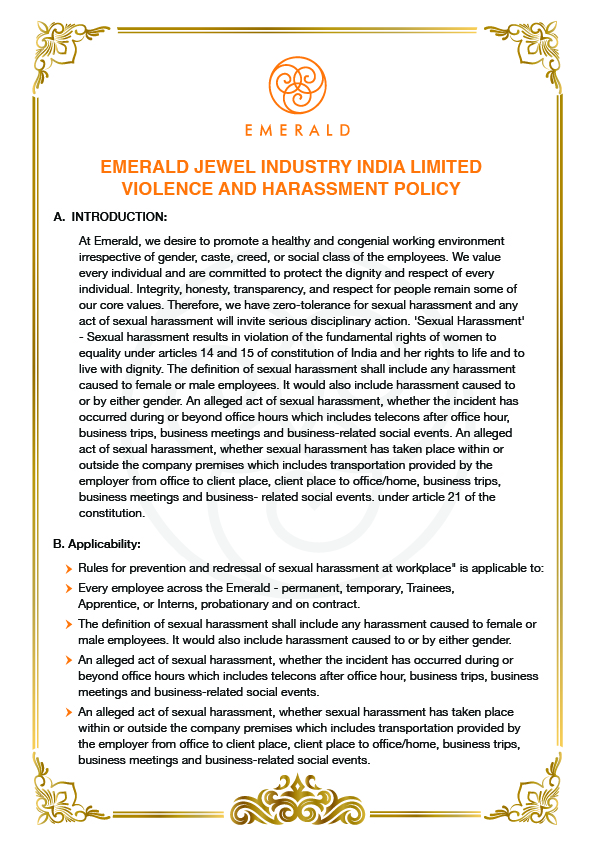 EMERALD
EMERALD JEWEL INDUSTRY INDIA LIMITED
VIOLENCE AND HARASSMENT POLICY
A. INTRODUCTION:
At Emerald, we desire to promote a healthy and congenial working environment
irrespective of gender, caste, creed, or social class of the employees. We value
every individual and are committed to protect the dignity and respect of every
individual. Integrity, honesty, transparency, and respect for people remain some of
our core values. Therefore, we have zero-tolerance for sexual harassment and any
act of sexual harassment will invite serious disciplinary action. 'Sexual Harassment'
- Sexual harassment results in violation of the fundamental rights of women to
equality under articles 14 and 15 of constitution of India and her rights to life and to
live with dignity. The definition of sexual harassment shall include any harassment
caused to female or male employees. It would also include harassment caused to
or by either gender. An alleged act of sexual harassment, whether the incident has
occurred during or beyond office hours which includes telecons after office hour,
business trips, business meetings and business-related social events. An alleged
act of sexual harassment, whether sexual harassment has taken place within or
outside the company premises which includes transportation provided by the
employer from office to client place, client place to office/home, business trips,
business meetings and business- related social events. under article 21 of the
constitution.
B. Applicability:
Rules for prevention and redressal of sexual harassment at workplace" is applicable to:
Every employee across the Emerald - permanent, temporary, Trainees,
Apprentice, or Interns, probationary and on contract.
The definition of sexual harassment shall include any harassment caused to female or
male employees. It would also include harassment caused to or by either gender.
An alleged act of sexual harassment, whether the incident has occurred during or
beyond office hours which includes telecons after office hour, business trips, business
meetings and business-related social events.
An alleged act of sexual harassment, whether sexual harassment has taken place
within or outside the company premises which includes transportation provided by
the employer from office to client place, client place to office/home, business trips,
business meetings and business-related social events.